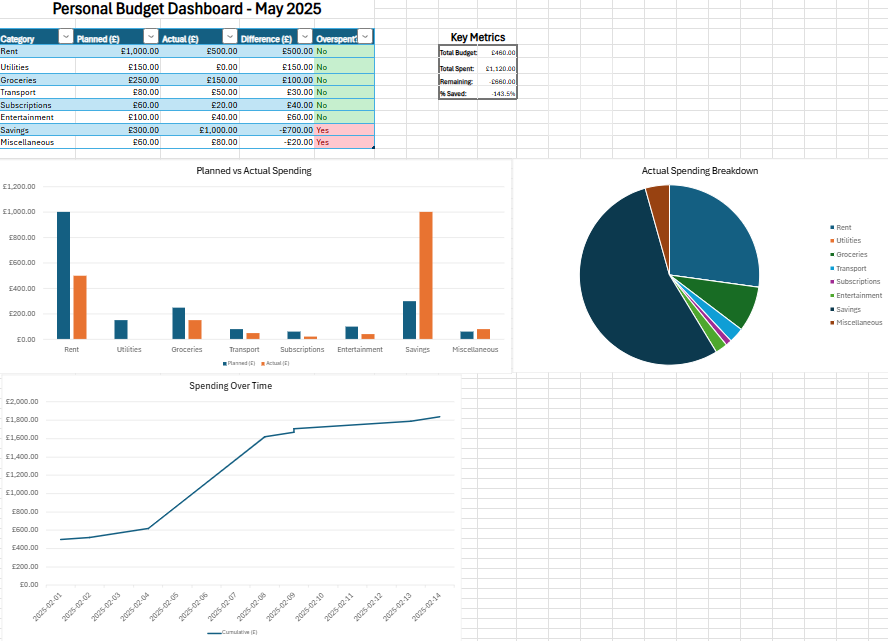 Personal Budget Dashboard - May 2025
Category Planned (£) Actual (£) Difference (£) Overspent?
Rent £1,000.00 £500.00 £500.00 No
Utilities £150.00 £0.00 £150.00 No
Groceries £250.00 £150.00 £100.00 No
Transport £80.00 £50.00 £30.00 No
Subscriptions £60.00 £20.00 £40.00 No
Entertainment £100.00 £40.00 £60.00 No
Savings £300.00 £1,000.00 -£700.00 Yes
Miscellaneous £60.00 £80.00 -£20.00 Yes
Key Metrics
Total Budget: £460.00
Total Spent: £1,120.00
Remaining: -£660.00
% Saved: -143.5%
Planned vs Actual Spending
£1,200.00
£1,000.00
£800.00
£600.00
£400.00
£200.00
£0.00
Rent Utilities Groceries Transport Subscriptions Entertainment Savings Miscellaneous
Planned (£) Actual (£)
Actual Spending Breakdown
Rent
Utilities
Groceries
Transport
Subscriptions
Entertainment
Savings
Miscellaneous
Spending Over Time
£2,000.00
£1,800.00
£1,600.00
£1,400.00
£1,200.00
£1,000.00
£800.00
£600.00
£400.00
£200.00
£0.00
2025-02-01 2025-02-02 2025-02-03 2025-02-04 2025-02-05 2025-02-06 2025-02-07 2025-02-08 2025-02-09 2025-02-10 2025-02-11 2025-02-12 2025-02-13 2025-02-14
Cumulative (£)